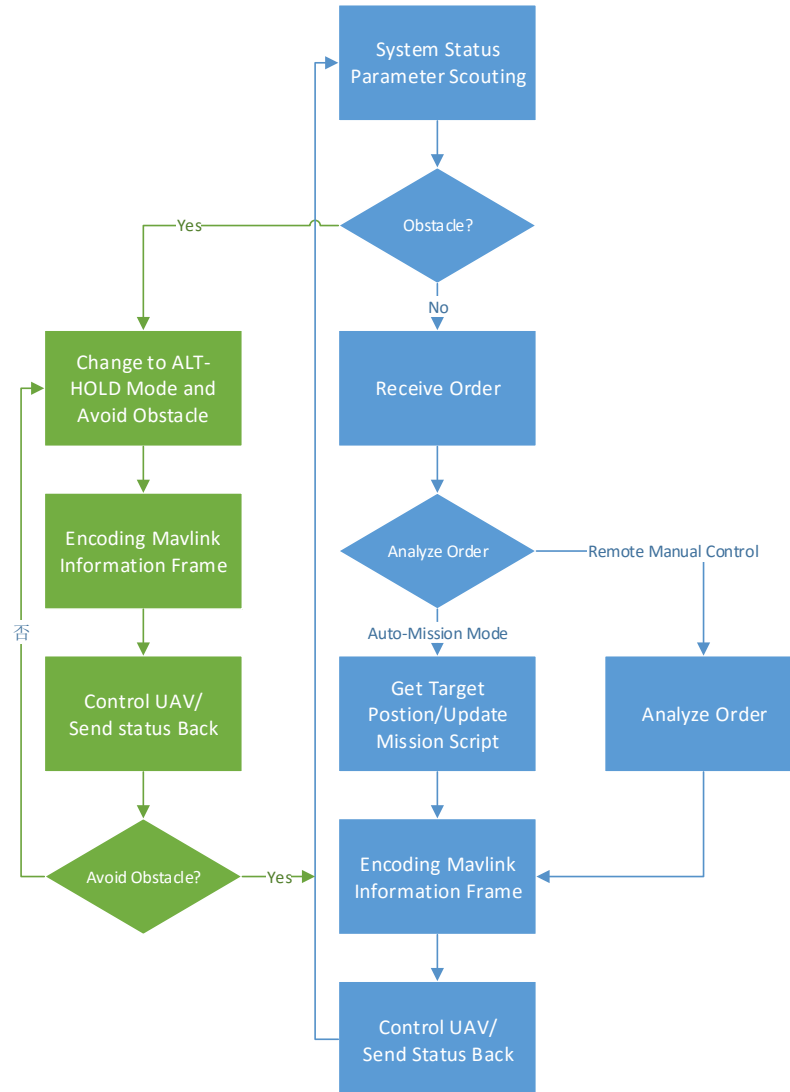 System Status
Parameter Scouting
Yes
Obstacle?
No
Change to ALT-
HOLD Mode and
Avoid Obstacle
Receive Order
Encoding Mavlink
Information Frame
Analyze Order
Remote Manual Control
否
Auto-Mission Mode
Control UAV/
Send status Back
Get Target
Postion/Update
Mission Script
Analyze Order
Avoid Obstacle?
Yes
Encoding Mavlink
Information Frame
Control UAV/
Send Status Back